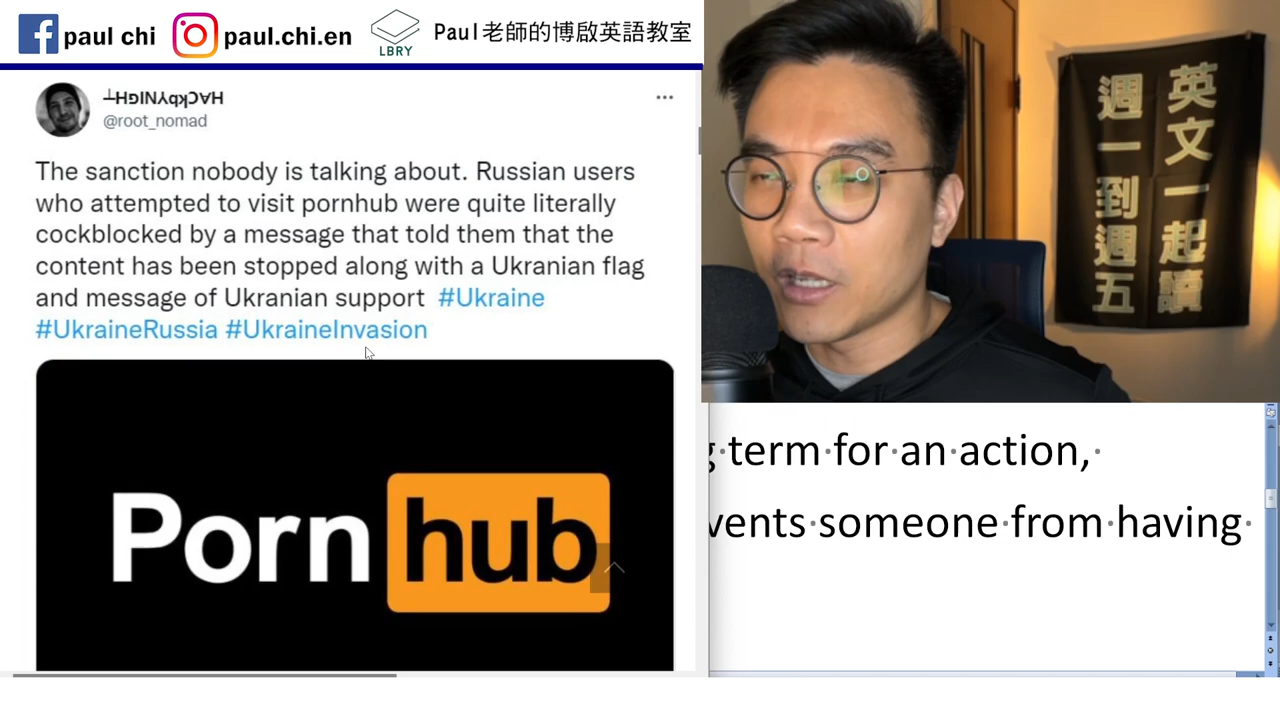 paul chi
paul.chi.en
LBRY
Paul老師的博啟英語教室
@root_nomad
The sanction nobody is talking about. Russian users
who attempted to visit pornhub were quite literally
cockblocked by a message that told them that the
content has been stopped along with a Ukranian flag
and message of Ukranian support #Ukraine
#UkraineRussia #UkraineInvasion
Porn hub
英文一起讀
週一到週五
term for an action,
someone from having